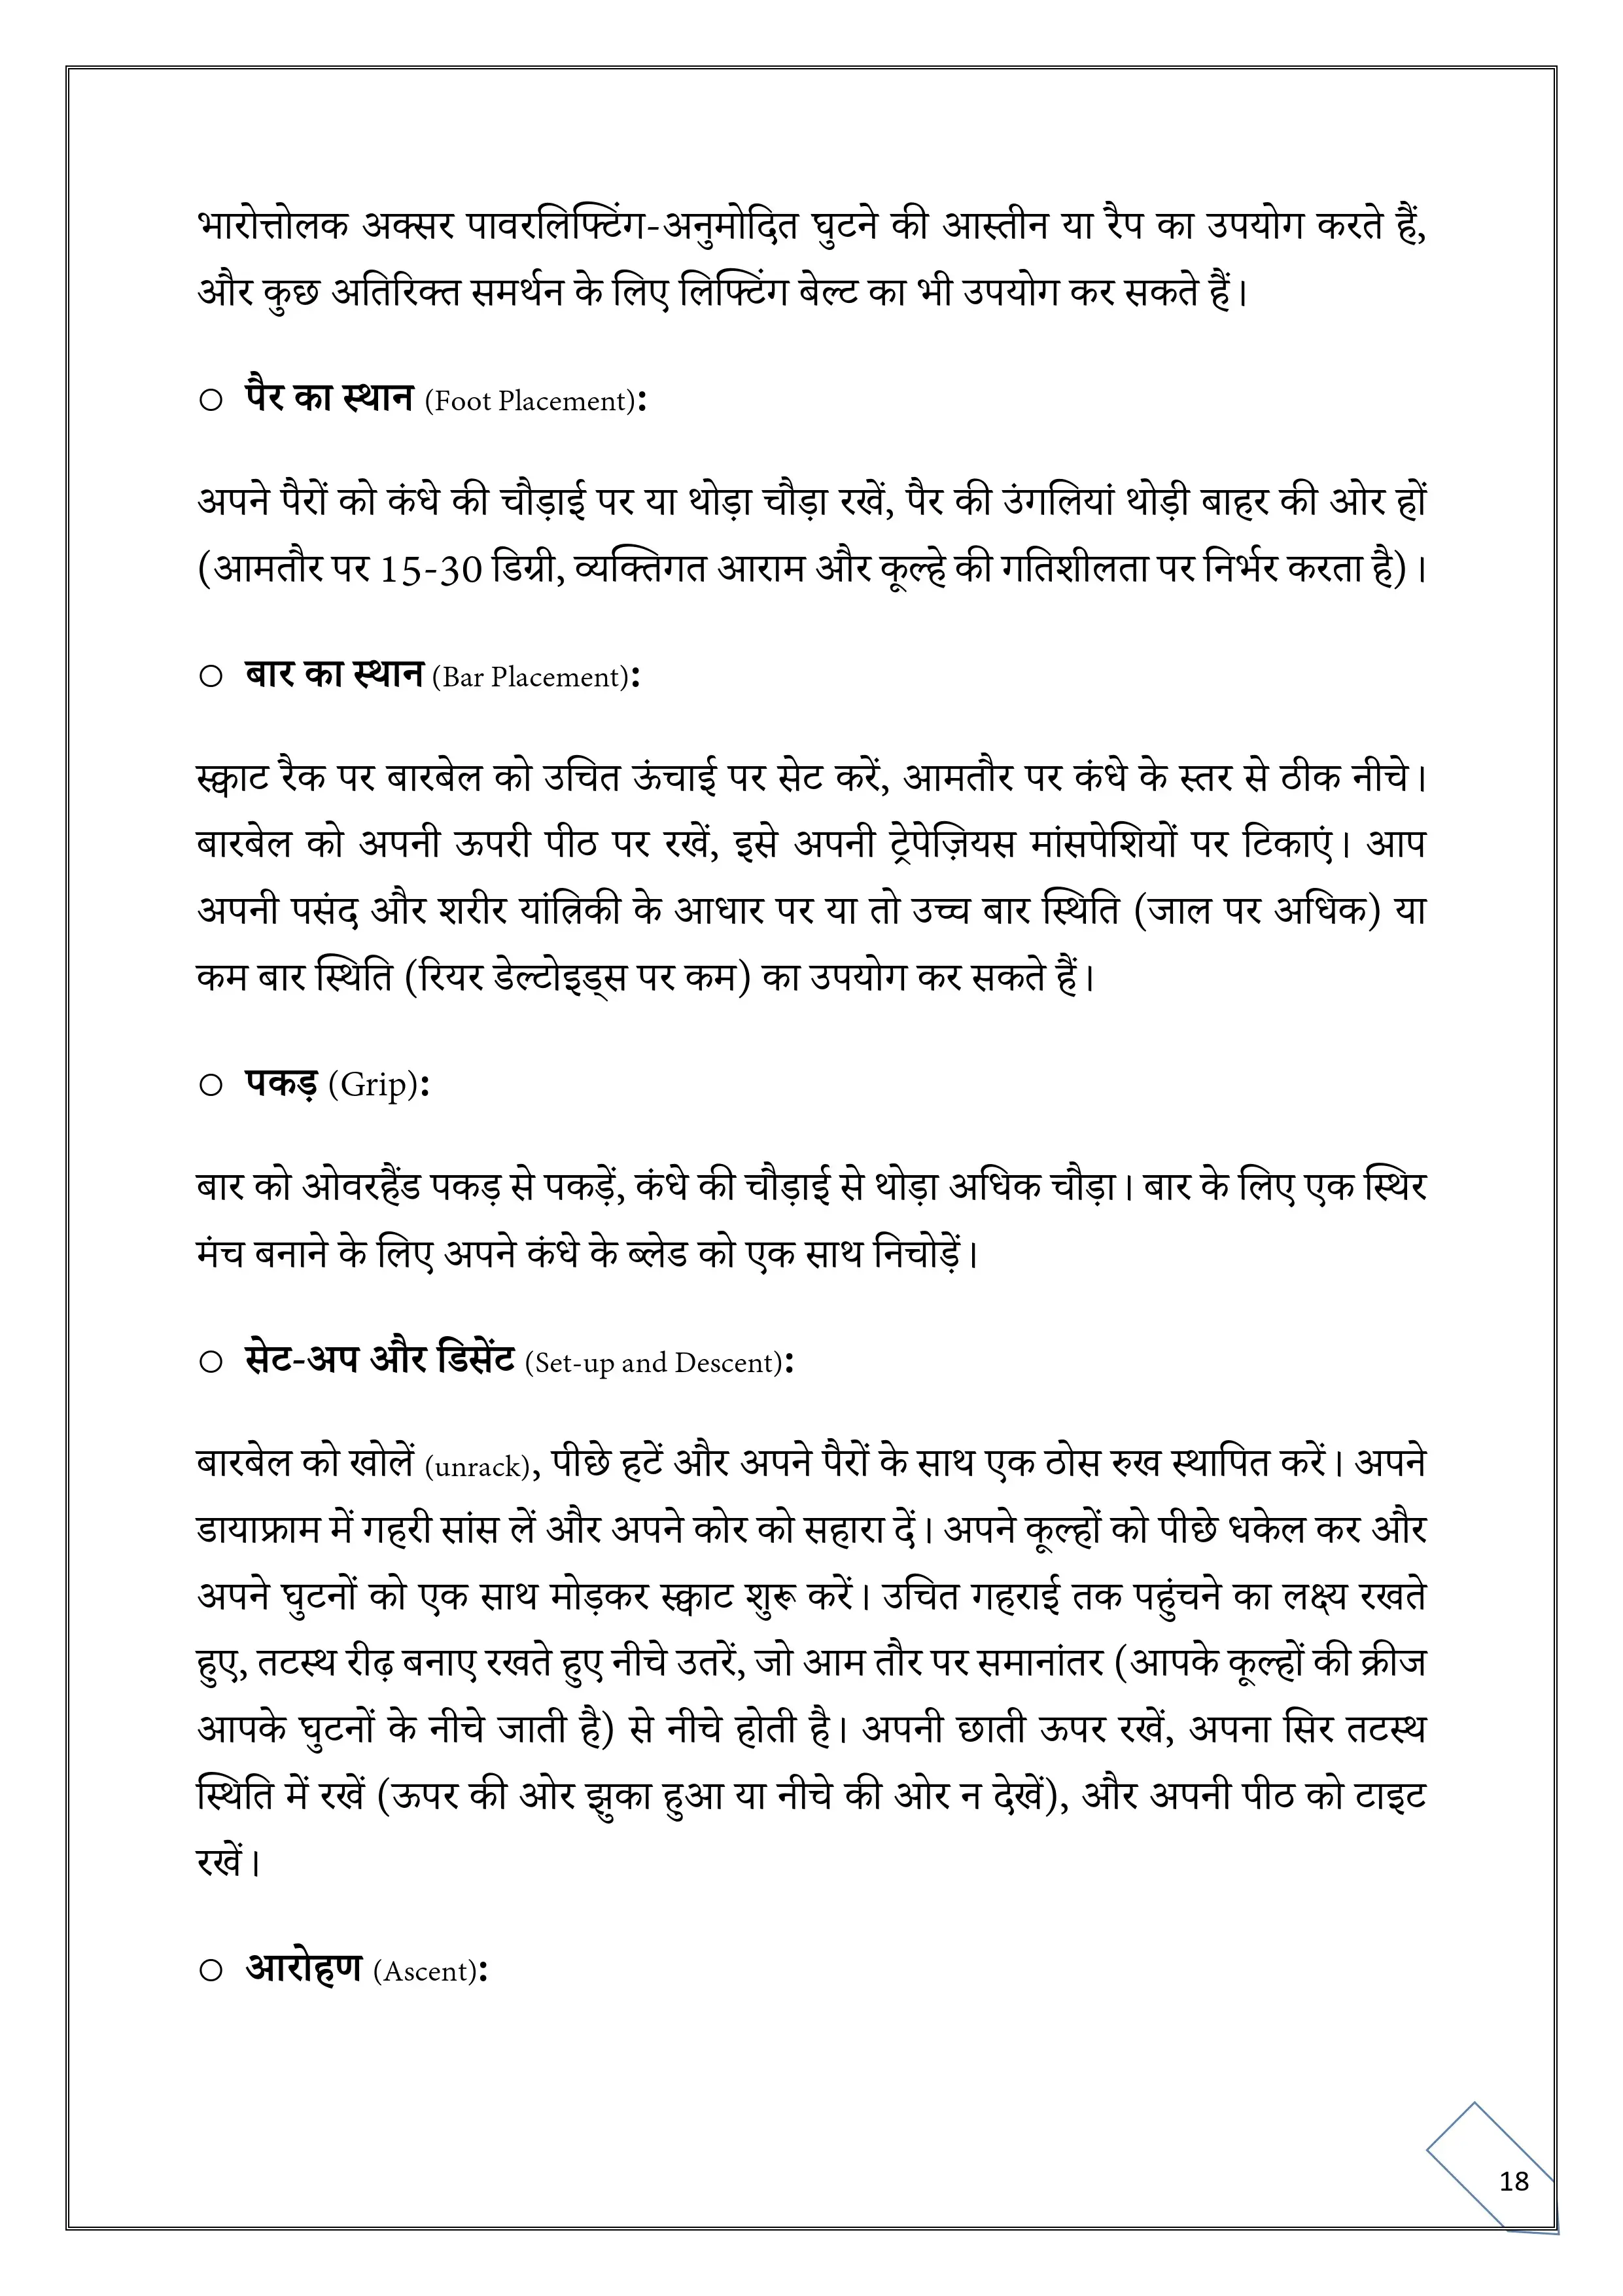 भारोत्तोलक अक्सर पावरलिफ्टिंग-अनुमोदित घुटने की आस्तीन या रैप का उपयोग करते हैं,
और कुछ अतिरिक्त समर्थन के लिए लिफ्टिंग बेल्ट का भी उपयोग कर सकते हैं।
○ पैर का स्थान (Foot Placement):
अपने पैरों को कंधे की चौड़ाई पर या थोड़ा चौड़ा रखें, पैर की उंगलियां थोड़ी बाहर की ओर हों
(आमतौर पर 15-30 डिग्री, व्यक्तिगत आराम और कूल्हे की गतिशीलता पर निर्भर करता है)।
○ बार का स्थान (Bar Placement):
स्क्वाट रैक पर बारबेल को उचित ऊंचाई पर सेट करें, आमतौर पर कंधे के स्तर से ठीक नीचे।
बारबेल को अपनी ऊपरी पीठ पर रखें, इसे अपनी ट्रेपेज़ियस मांसपेशियों पर टिकाएं। आप
अपनी पसंद और शरीर यांत्रिकी के आधार पर या तो उच्च बार स्थिति (जाल पर अधिक) या
कम बार स्थिति (रियर डेल्टोइड्स पर कम) का उपयोग कर सकते हैं।
○ पकड़ (Grip):
बार को ओवरहैंड पकड़ से पकड़ें, कंधे की चौड़ाई से थोड़ा अधिक चौड़ा। बार के लिए एक स्थिर
मंच बनाने के लिए अपने कंधे के ब्लेड को एक साथ निचोड़ें।
○ सेट-अप और डिसेंट (Set-up and Descent):
बारबेल को खोलें (unrack), पीछे हटें और अपने पैरों के साथ एक ठोस रुख स्थापित करें। अपने
डायाफ्राम में गहरी सांस लें और अपने कोर को सहारा दें। अपने कूल्हों को पीछे धकेल कर और
अपने घुटनों को एक साथ मोड़कर स्क्वाट शुरू करें। उचित गहराई तक पहुंचने का लक्ष्य रखते
हुए, तटस्थ रीढ़ बनाए रखते हुए नीचे उतरें, जो आम तौर पर समानांतर (आपके कूल्हों की क्रीज
आपके घुटनों के नीचे जाती है) से नीचे होती है। अपनी छाती ऊपर रखें, अपना सिर तटस्थ
स्थिति में रखें (ऊपर की ओर झुका हुआ या नीचे की ओर न देखें), और अपनी पीठ को टाइट
रखें।
○ आरोहण (Ascent):
18